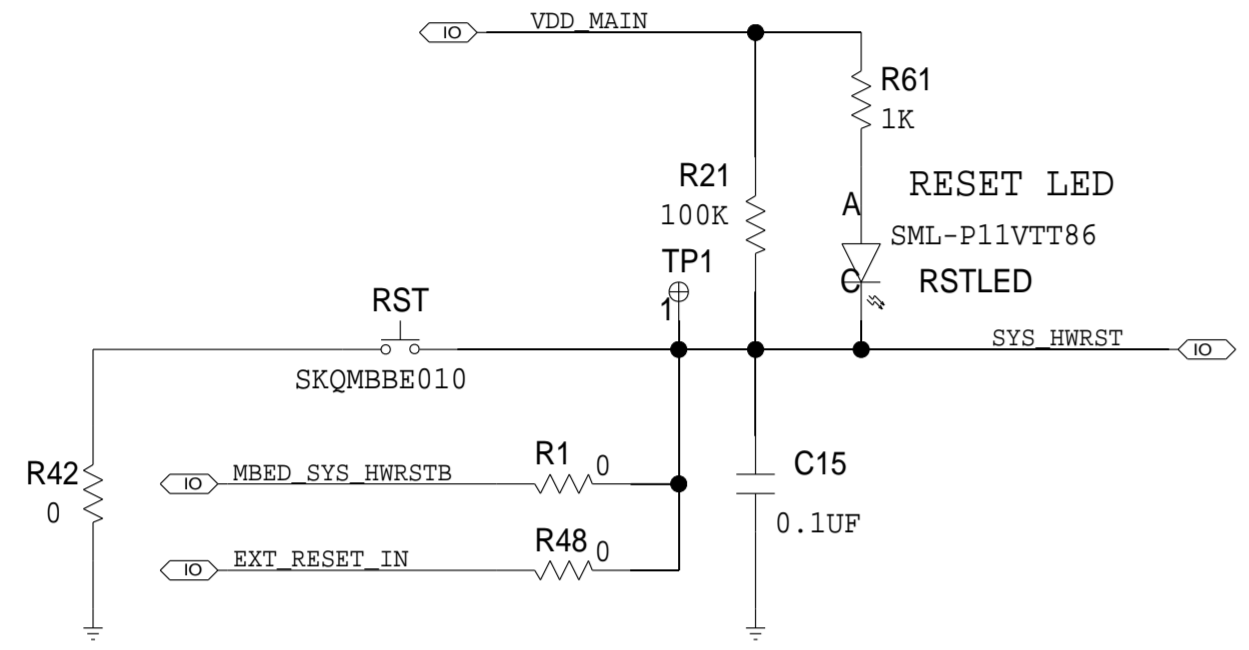 IO VDD_MAIN
R61
1K
R21
100K
RESET LED
A
SML-P11VTT86
TP1
1
C RSTLED
RST
SKQMBBE010
SYS_HWRST IO
R42
0
IO MBED_SYS_HWRSTB R1 0
C15
0.1UF
IO EXT_RESET_IN R48 0